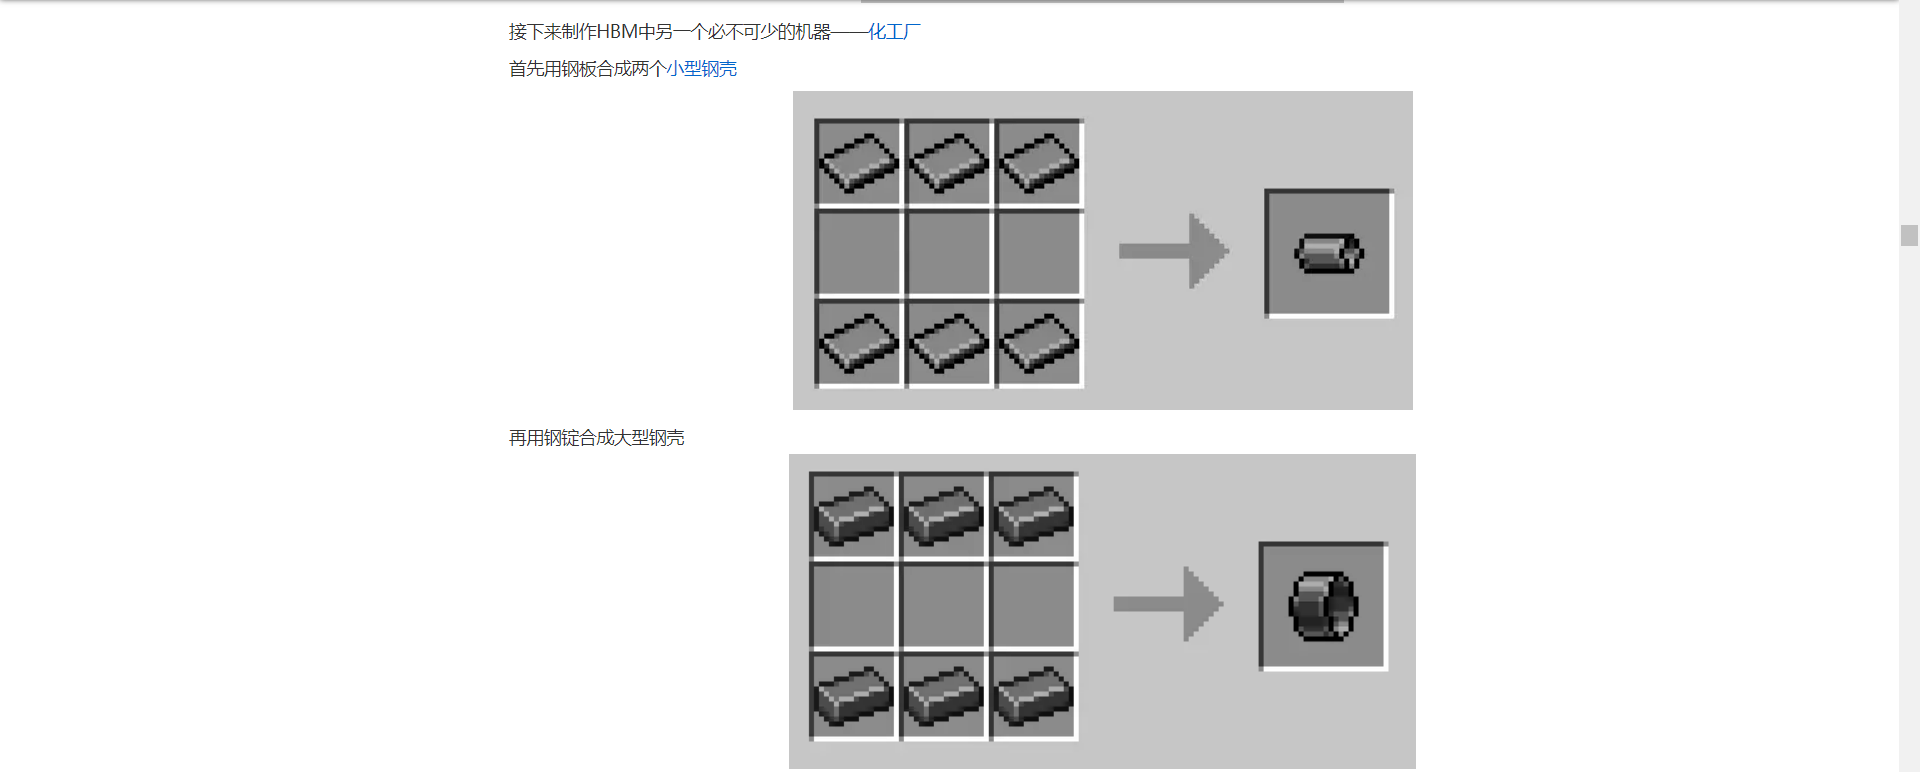 接下来制作HBM中另一个必不可少的机器——化工厂
首先用钢板合成两个小型钢壳
再用钢锭合成大型钢壳